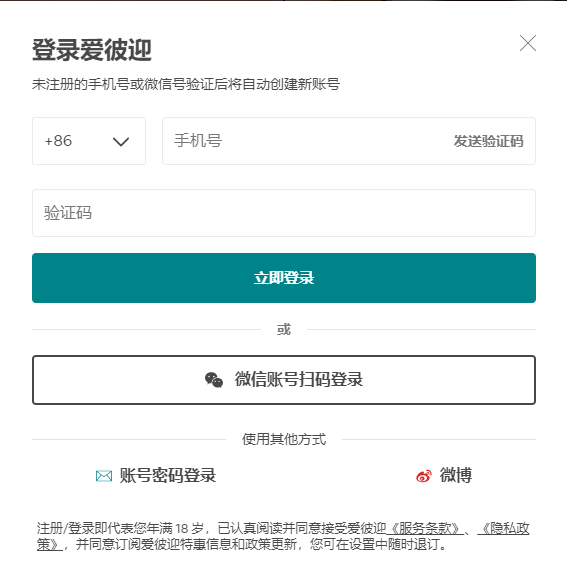 登录爱彼迎
未注册的手机号或微信号验证后将自动创建新账号
+86 手机号 发送验证码
验证码
立即登录
或
微信账号扫码登录
使用其他方式
账号密码登录 微博
注册/登录即代表您年满 18 岁，已认真阅读并同意接受爱彼迎《服务条款》、《隐私政
策》，并同意订阅爱彼迎特惠信息和政策更新，您可在设置中随时退订。